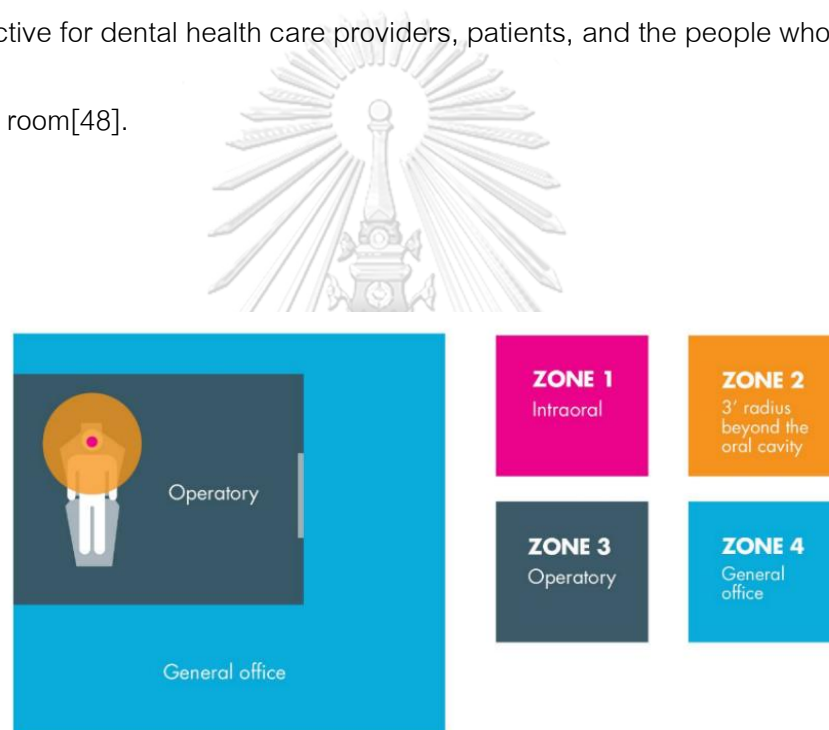 ctive for dental health care providers, patients, and the people who
room[48].
Operatory
General office
ZONE 1
Intraoral
ZONE 2
3′ radius
beyond the
oral cavity
ZONE 3
Operatory
ZONE 4
General
office